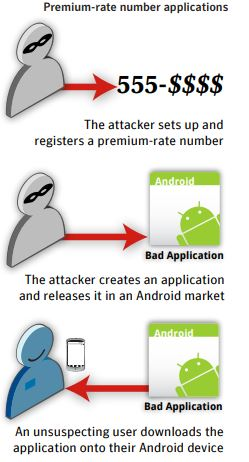 Premium-rate number applications
555-$$$$
The attacker sets up and
registers a premium-rate number
Android
Bad Application
The attacker creates an application
and releases it in an Android market
Android
Bad Application
An unsuspecting user downloads the
application onto their Android device